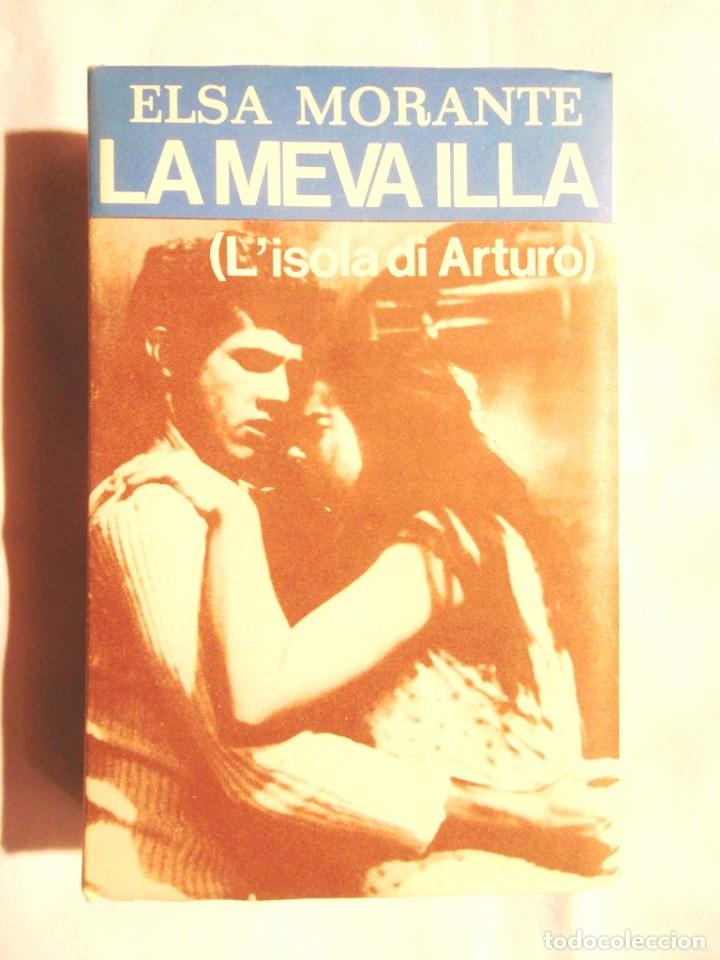 ELSA MORANTE
LA MEVA ILLA
(L'isola di Arturo)
todocoleccion